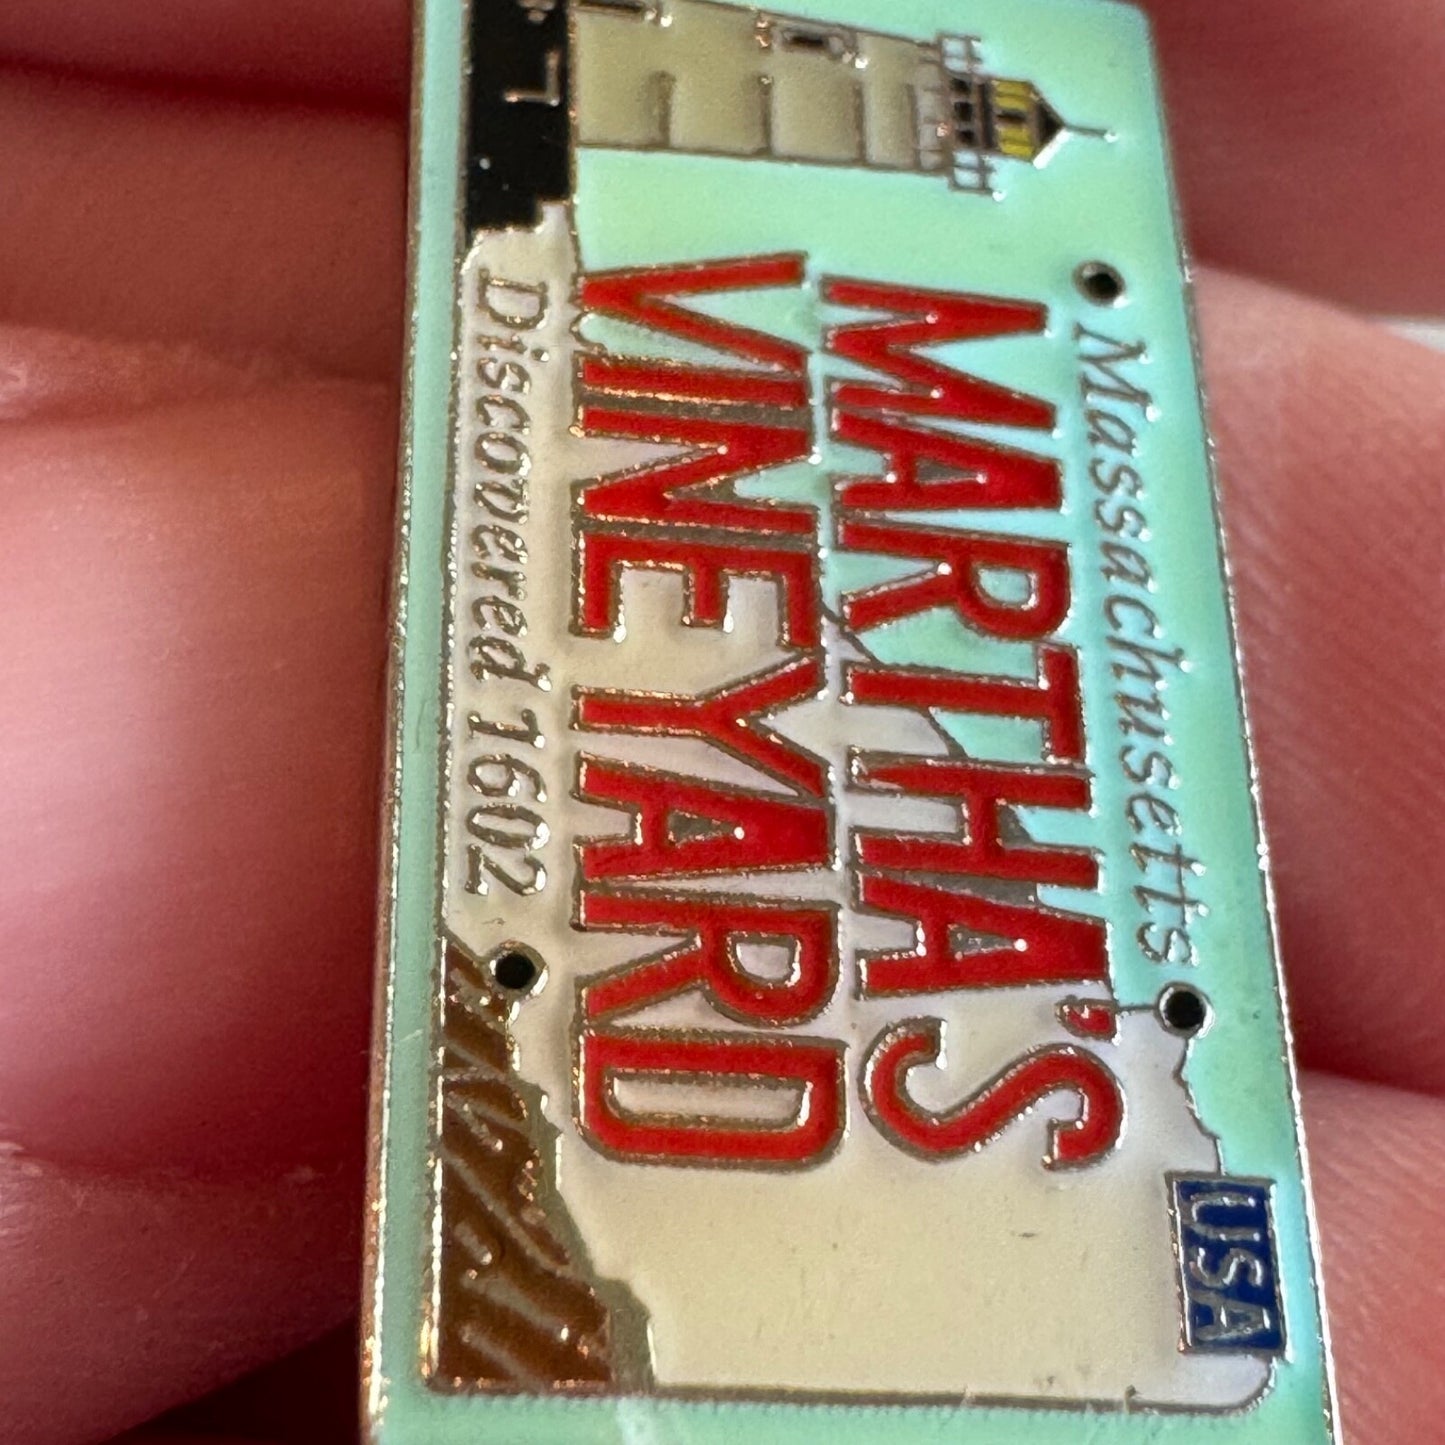 Massachusetts
USA
MARTHA'S
VINEYARD
Discovered 1602